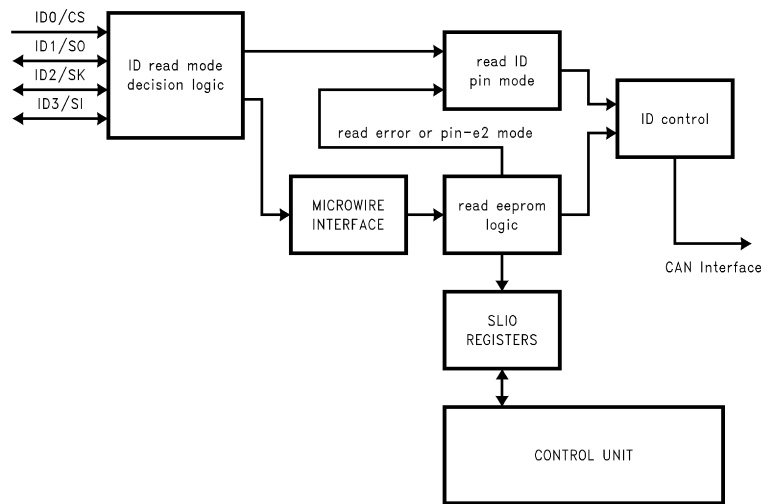 ID0/CS
ID1/SO
ID2/SK
ID3/SI
ID read mode
decision logic
read ID
pin mode
ID control
read error or pin-e2 mode
MICROWIRE
INTERFACE
read eeprom
logic
CAN Interface
SLIO
REGISTERS
CONTROL UNIT